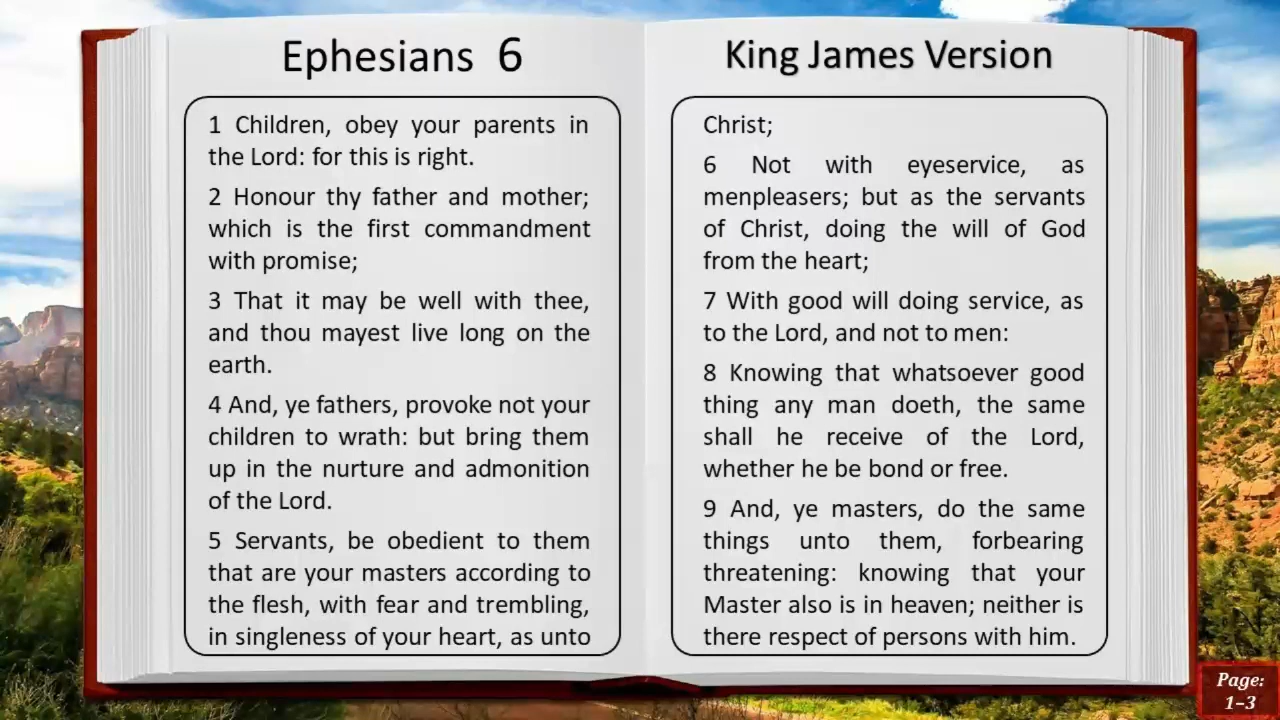 Ephesians 6
1 Children, obey your parents in
the Lord: for this is right.
2 Honour thy father and mother;
which is the first commandment
with promise;
3 That it may be well with thee,
and thou mayest live long on the
earth.
4 And, ye fathers, provoke not your
children to wrath: but bring them
up in the nurture and admonition
of the Lord.
5 Servants, be obedient to them
that are your masters according to
the flesh, with fear and trembling,
in singleness of your heart, as unto
King James Version
Christ;
6 Not with eyeservice, as
menpleasers; but as the servants
of Christ, doing the will of God
from the heart;
7 With good will doing service, as
to the Lord, and not to men:
8 Knowing that whatsoever good
thing any man doeth, the same
shall he receive of the Lord,
whether he be bond or free.
9 And, ye masters, do the same
things unto them, forbearing
threatening: knowing that your
Master also is in heaven; neither is
there respect of persons with him.
Page:
1–3